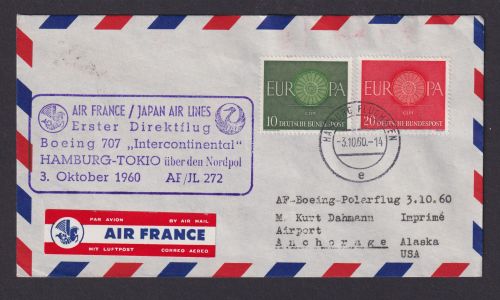 AIR FRANCE / JAPAN AIR LINES
Erster Direktflug
Boeing 707 „Intercontinental"
HAMBURG-TOKIO über den Nordpol
3. Oktober 1960 AF/JL 272
EUROPA
10 DEUTSCHE BUNDESPOST
EUROPA
20 DEUTSCHE BUNDESPOST
-3.10.60.-14
e
PAR AVION BY AIR MAIL
AIR FRANCE
MIT LUFTPOST CORREO AEREO
AF-Boeing-Polarflug 3.10.60
M. Kurt Dahmann Imprimé
Airport
Anchorage Alaska
USA